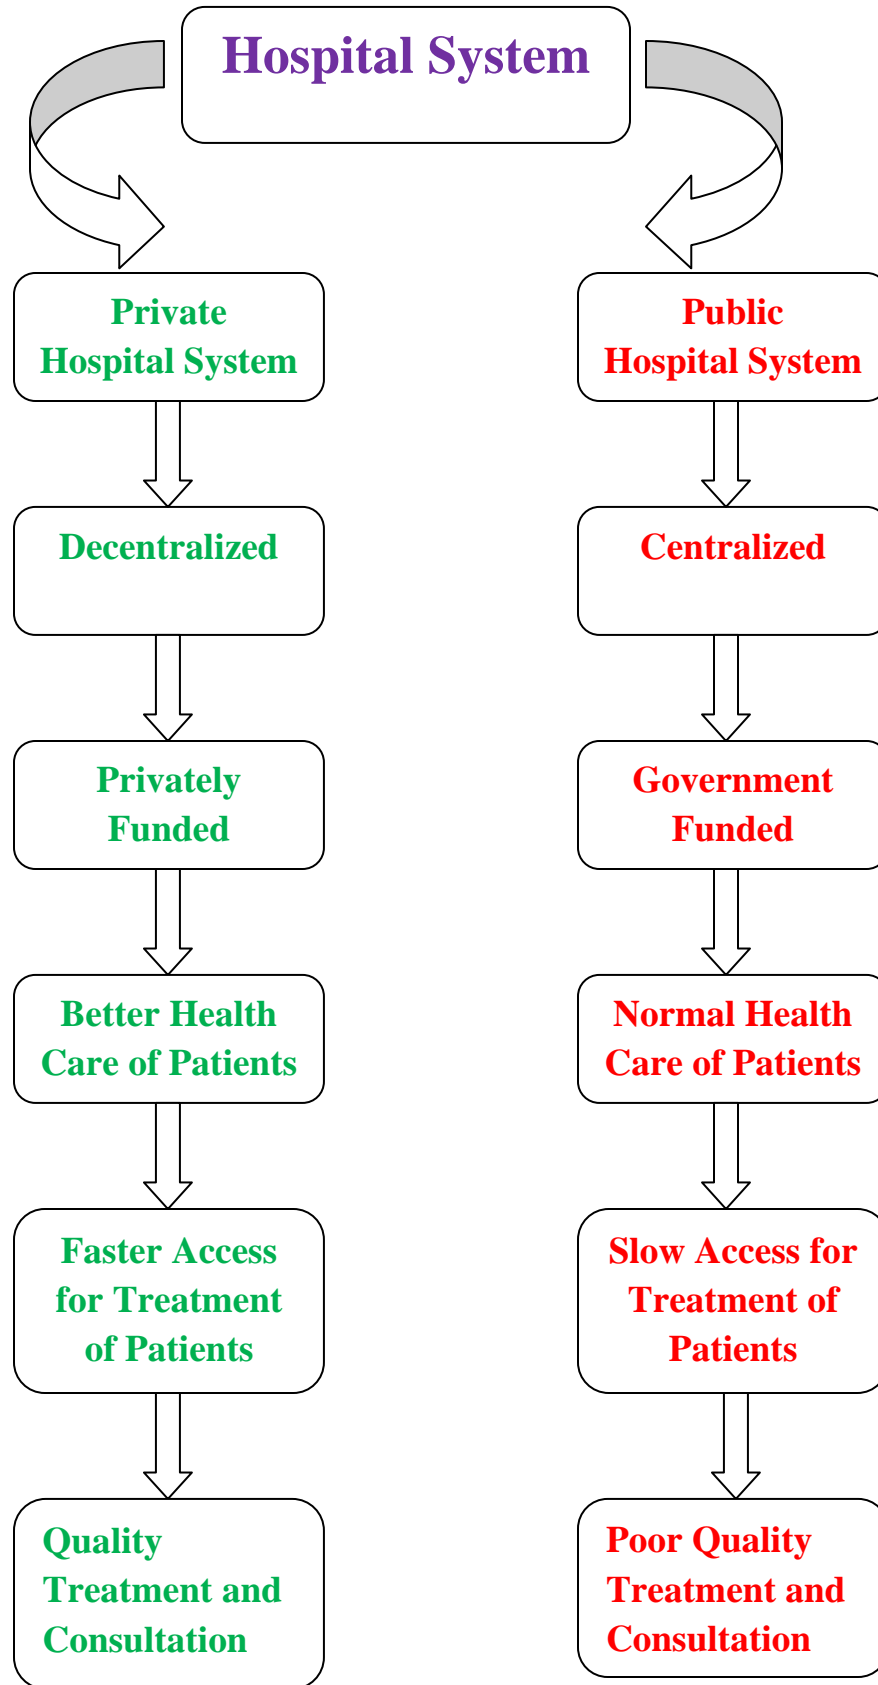 Hospital System
Private
Hospital System
Decentralized
Privately
Funded
Better Health
Care of Patients
Faster Access
for Treatment
of Patients
Quality
Treatment and
Consultation
Public
Hospital System
Centralized
Government
Funded
Normal Health
Care of Patients
Slow Access for
Treatment of
Patients
Poor Quality
Treatment and
Consultation